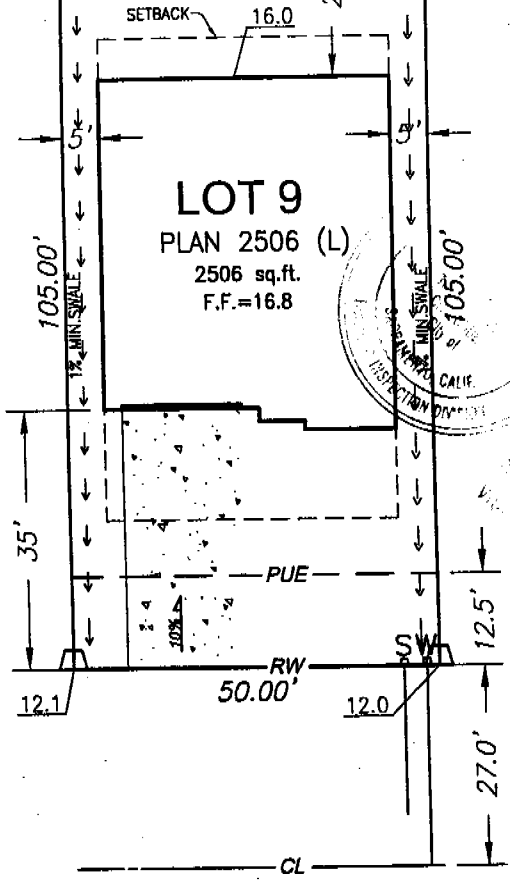 SETBACK
16.0
2
5'
5'
LOT 9
PLAN 2506 (L)
2506 sq.ft.
F.F.=16.8
105.00'
1% MIN.SWALE
1% MIN.SWALE
105.00'
CALIF.
INSPECTION DIVISION
35'
PUE
12.5'
10%
S W
RW
50.00'
12.1
12.0
27.0'
CL